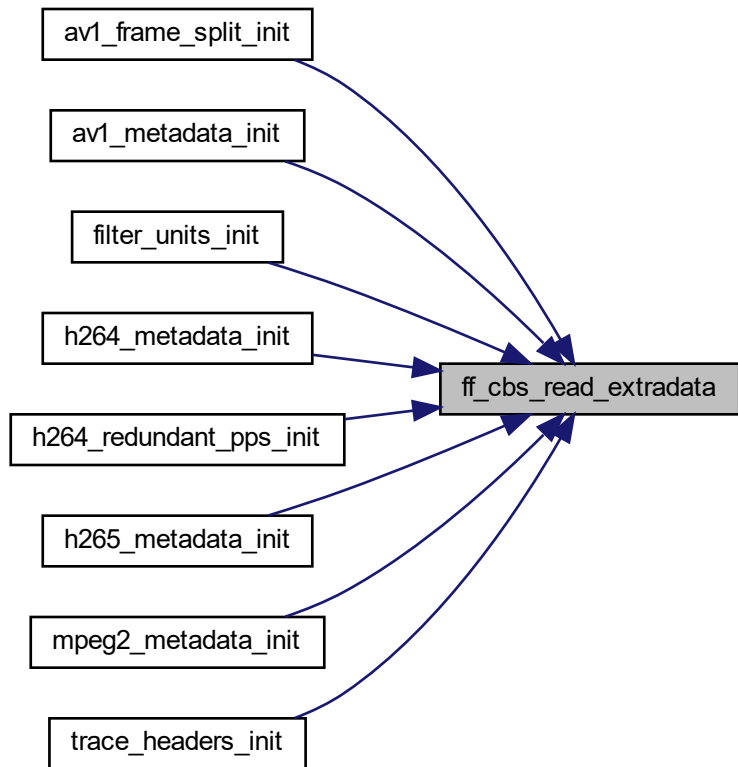 av1_frame_split_init
av1_metadata_init
filter_units_init
h264_metadata_init
ff_cbs_read_extradata
h264_redundant_pps_init
h265_metadata_init
mpeg2_metadata_init
trace_headers_init